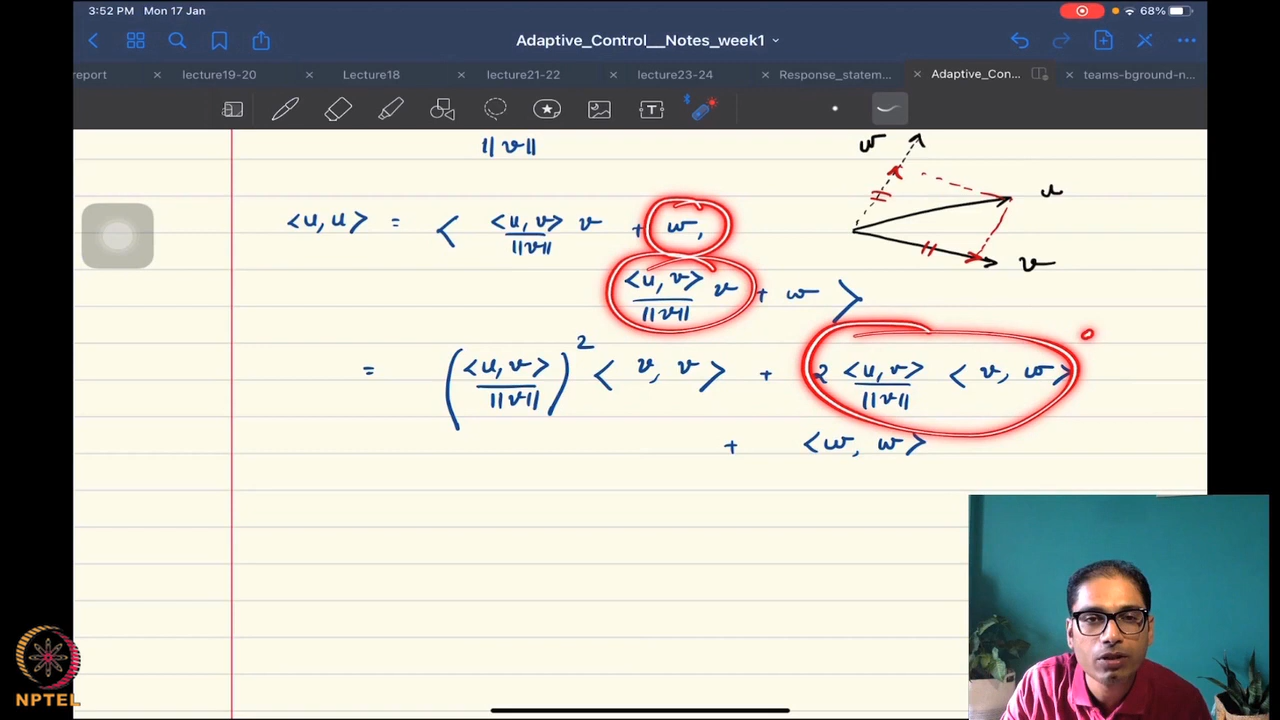 3:52 PM Mon 17 Jan
68%
Adaptive_Control__Notes_week1
report
lecture19-20
Lecture18
lecture21-22
lecture23-24
Response_statem...
Adaptive_Con...
teams-bground-n...
||v||
w
u
v
<u,u> = < <u,v>/||v|| v + w,
<u,v>/||v|| v + w >
= (<u,v>/||v||)² < v, v > + 2 <u,v>/||v|| < v, w > 0
+ <w, w>
NPTEL